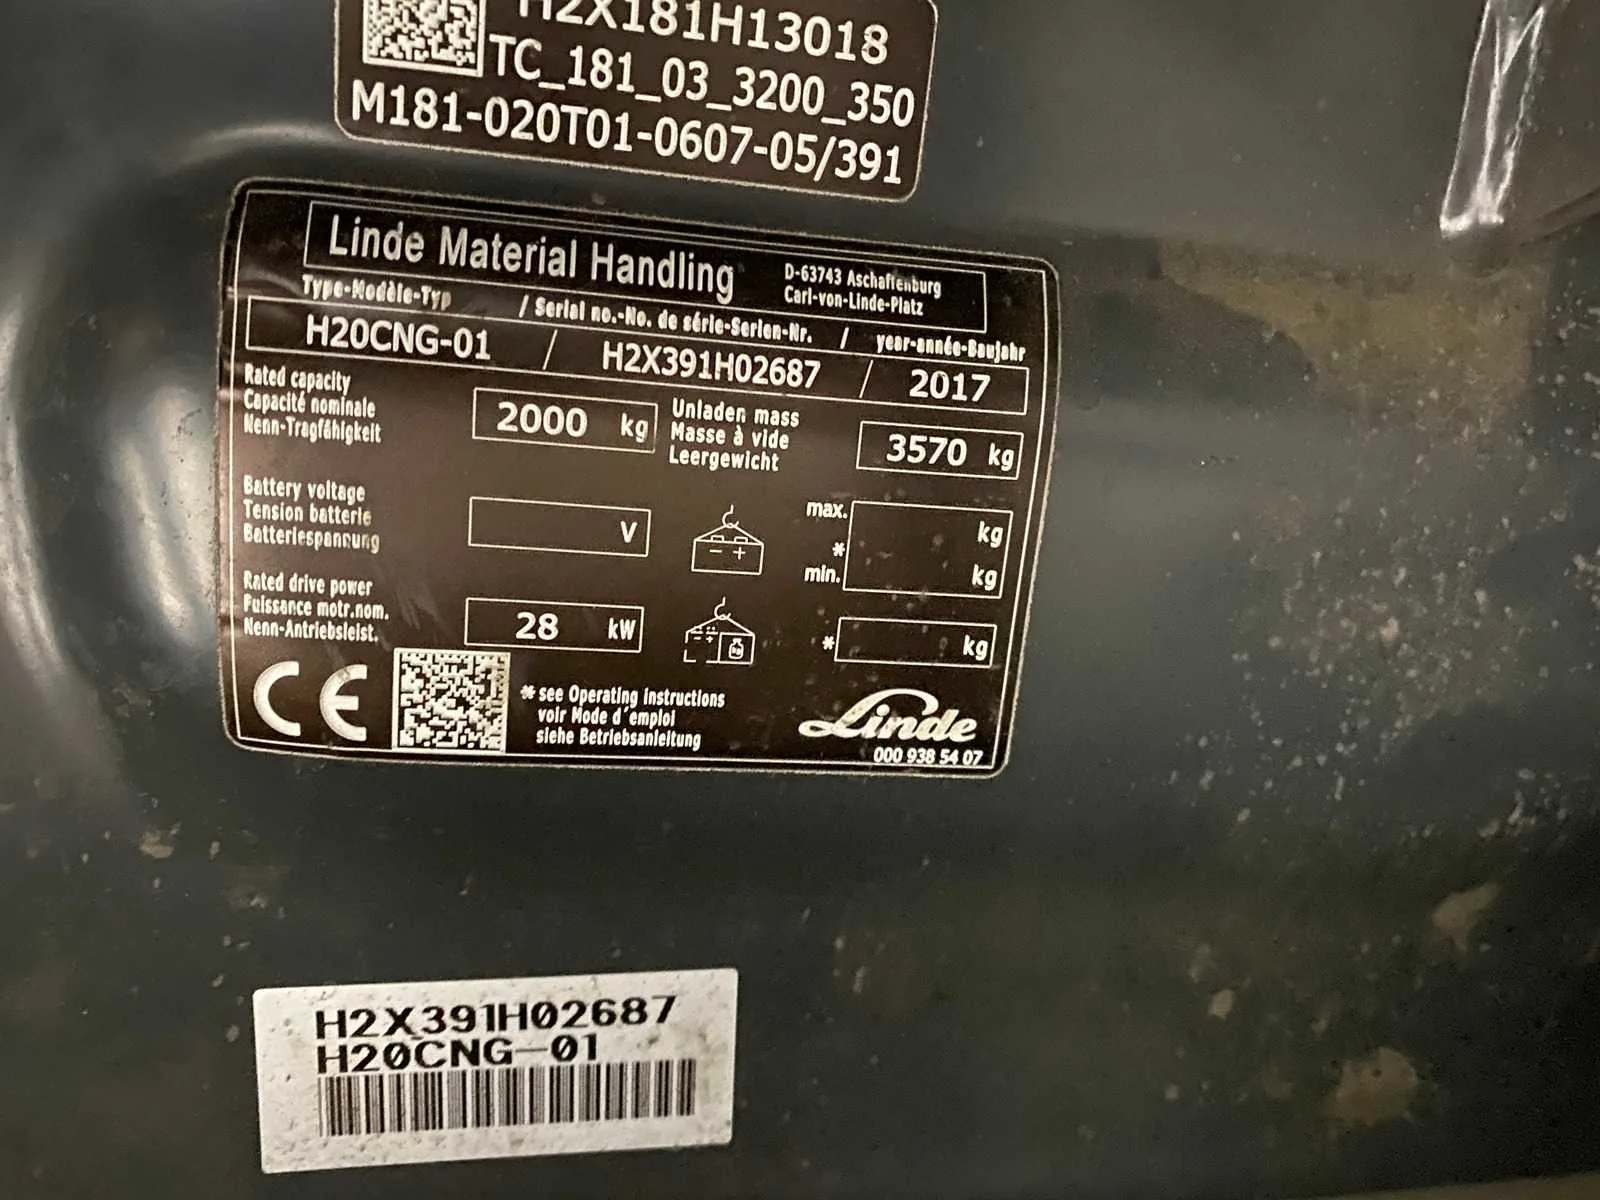 H2X181H13018
TC_181_03_3200_350
M181-020T01-0607-05/391
Linde Material Handling
D-63743 Aschaffenburg
Carl-von-Linde-Platz
Type-Modèle-Typ / Serial no.-No. de série-Serien-Nr. / year-année-Baujahr
H20CNG-01 / H2X391H02687 / 2017
Rated capacity
Capacité nominale
Nenn-Tragfähigkeit
2000 kg
Unladen mass
Masse à vide
Leergewicht
3570 kg
Battery voltage
Tension batterie
Batteriespannung
V
- +
max. kg
*
min. kg
Rated drive power
Puissance motr.nom.
Nenn-Antriebsleist.
28 kW
- +
kg
* kg
CE
* see Operating instructions
voir Mode d'emploi
siehe Betriebsanleitung
Linde
000 938 54 07
H2X391H02687
H20CNG-01